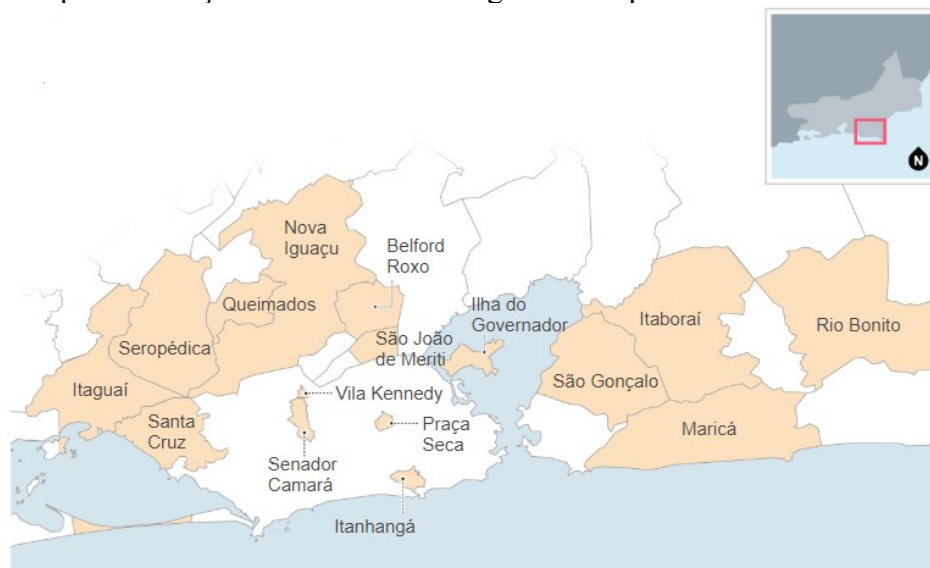 N
Nova
Iguaçu
Belford
Roxo
Queimados
Ilha do
Governador
Itaboraí
Rio Bonito
Seropédica
São João
de Meriti
Itaguaí
São Gonçalo
Vila Kennedy
Santa
Cruz
Praça
Seca
Maricá
Senador
Camará
Itanhangá